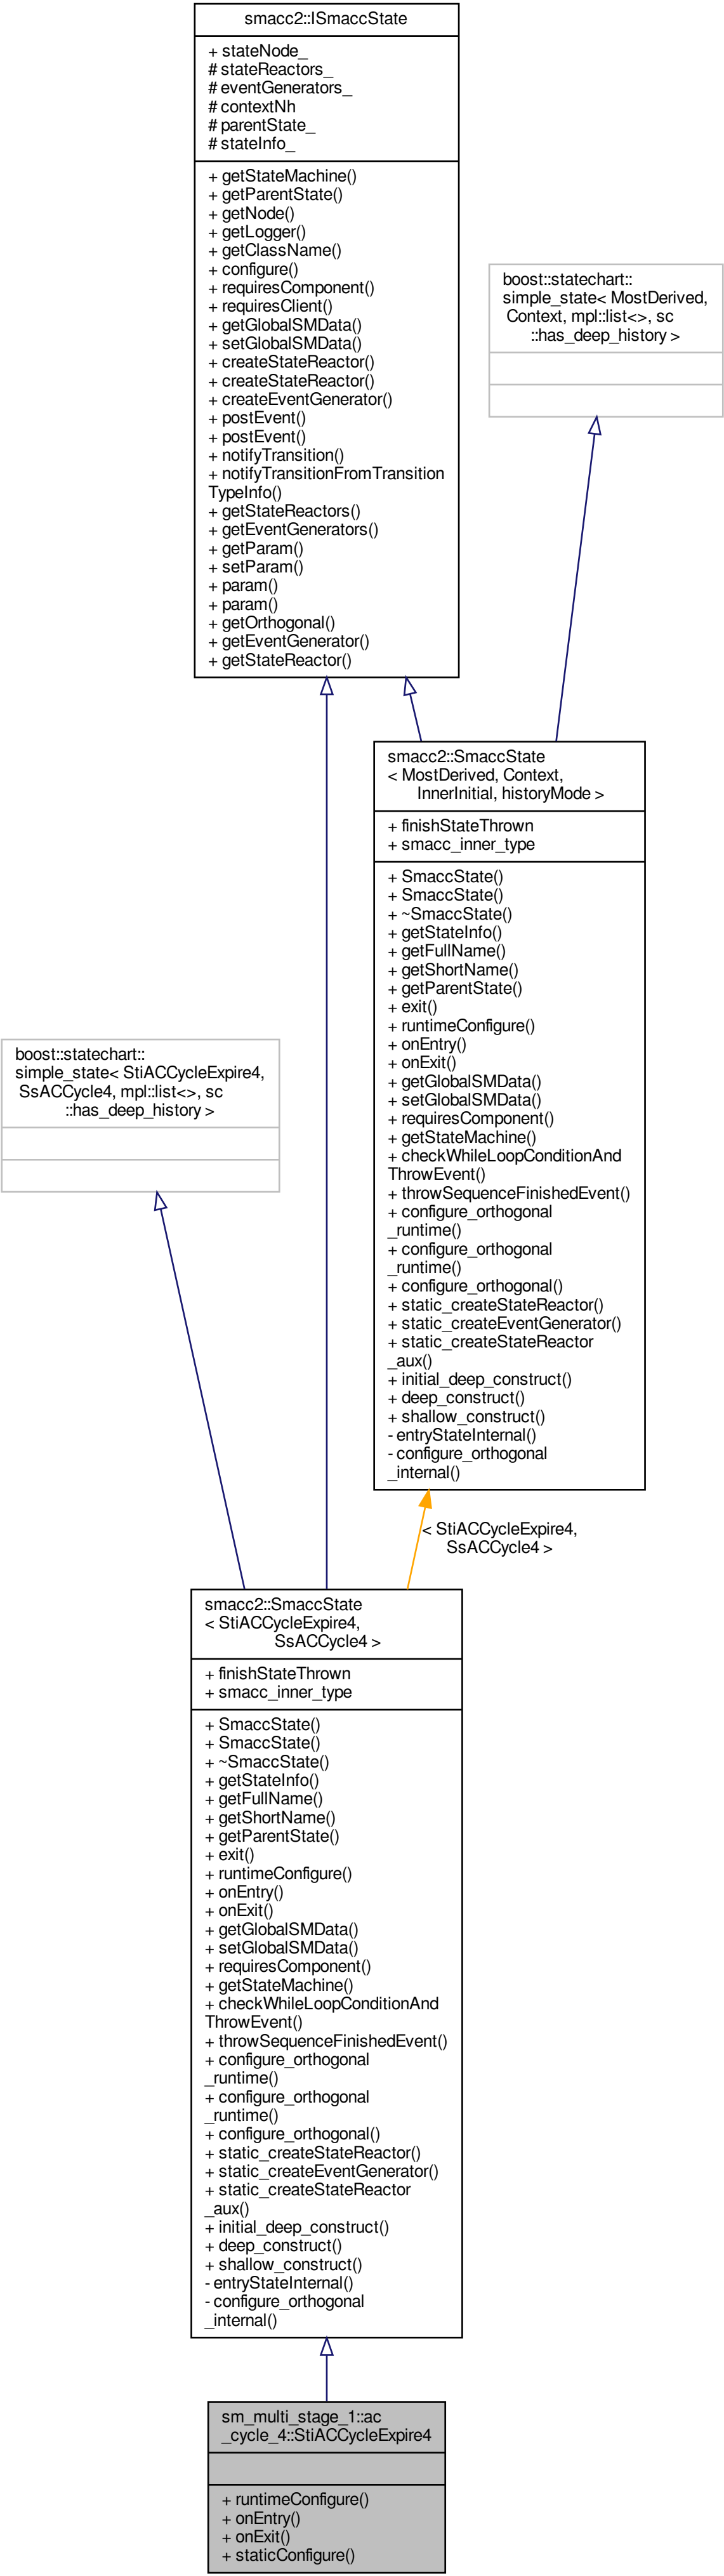 smacc2::ISmaccState
+ stateNode_
# stateReactors_
# eventGenerators_
# contextNh
# parentState_
# stateInfo_
+ getStateMachine()
+ getParentState()
+ getNode()
+ getLogger()
+ getClassName()
+ configure()
+ requiresComponent()
+ requiresClient()
+ getGlobalSMData()
+ setGlobalSMData()
+ createStateReactor()
+ createStateReactor()
+ createEventGenerator()
+ postEvent()
+ postEvent()
+ notifyTransition()
+ notifyTransitionFromTransition
TypeInfo()
+ getStateReactors()
+ getEventGenerators()
+ getParam()
+ setParam()
+ param()
+ param()
+ getOrthogonal()
+ getEventGenerator()
+ getStateReactor()
boost::statechart::
simple_state< MostDerived,
Context, mpl::list<>, sc
::has_deep_history >
smacc2::SmaccState
< MostDerived, Context,
InnerInitial, historyMode >
+ finishStateThrown
+ smacc_inner_type
+ SmaccState()
+ SmaccState()
+ ~SmaccState()
+ getStateInfo()
+ getFullName()
+ getShortName()
+ getParentState()
+ exit()
+ runtimeConfigure()
+ onEntry()
+ onExit()
+ getGlobalSMData()
+ setGlobalSMData()
+ requiresComponent()
+ getStateMachine()
+ checkWhileLoopConditionAnd
ThrowEvent()
+ throwSequenceFinishedEvent()
+ configure_orthogonal
_runtime()
+ configure_orthogonal
_runtime()
+ configure_orthogonal()
+ static_createStateReactor()
+ static_createEventGenerator()
+ static_createStateReactor
_aux()
+ initial_deep_construct()
+ deep_construct()
+ shallow_construct()
- entryStateInternal()
- configure_orthogonal
_internal()
boost::statechart::
simple_state< StiACCycleExpire4,
SsACCycle4, mpl::list<>, sc
::has_deep_history >
< StiACCycleExpire4,
SsACCycle4 >
smacc2::SmaccState
< StiACCycleExpire4,
SsACCycle4 >
+ finishStateThrown
+ smacc_inner_type
+ SmaccState()
+ SmaccState()
+ ~SmaccState()
+ getStateInfo()
+ getFullName()
+ getShortName()
+ getParentState()
+ exit()
+ runtimeConfigure()
+ onEntry()
+ onExit()
+ getGlobalSMData()
+ setGlobalSMData()
+ requiresComponent()
+ getStateMachine()
+ checkWhileLoopConditionAnd
ThrowEvent()
+ throwSequenceFinishedEvent()
+ configure_orthogonal
_runtime()
+ configure_orthogonal
_runtime()
+ configure_orthogonal()
+ static_createStateReactor()
+ static_createEventGenerator()
+ static_createStateReactor
_aux()
+ initial_deep_construct()
+ deep_construct()
+ shallow_construct()
- entryStateInternal()
- configure_orthogonal
_internal()
sm_multi_stage_1::ac
_cycle_4::StiACCycleExpire4
+ runtimeConfigure()
+ onEntry()
+ onExit()
+ staticConfigure()